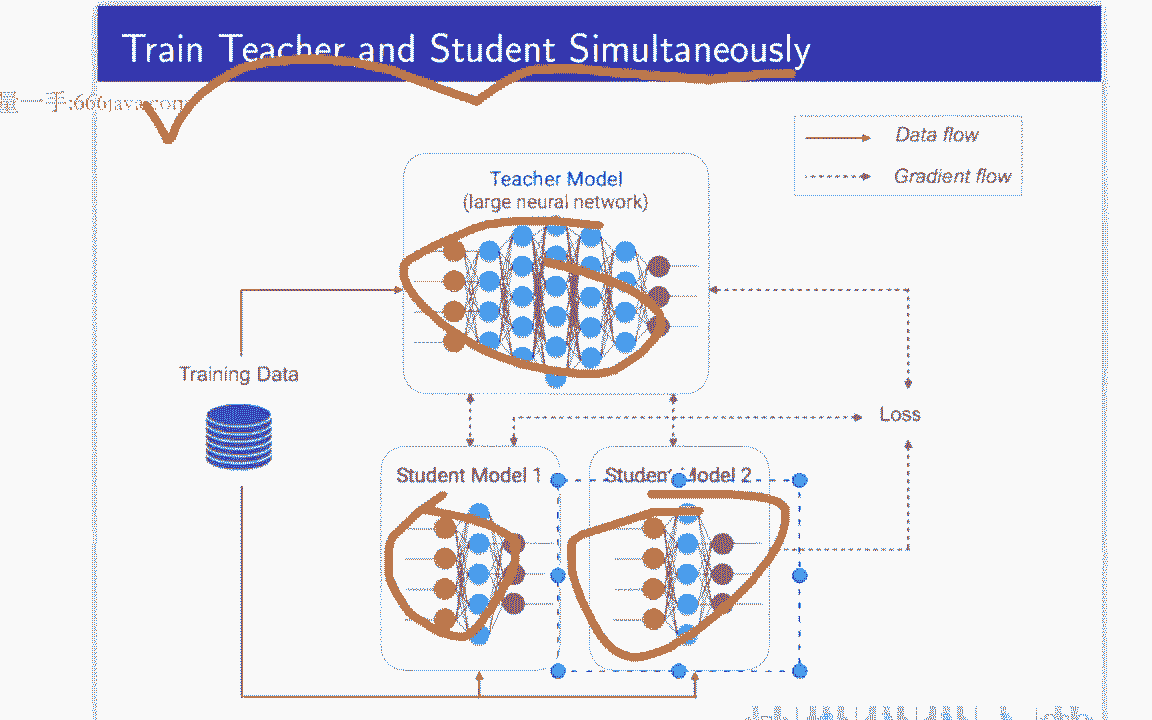 Train Teacher and Student Simultaneously
量一手:666java.com
Data flow
Gradient flow
Teacher Model
(large neural network)
Training Data
Loss
Student Model 1
Student Model 2